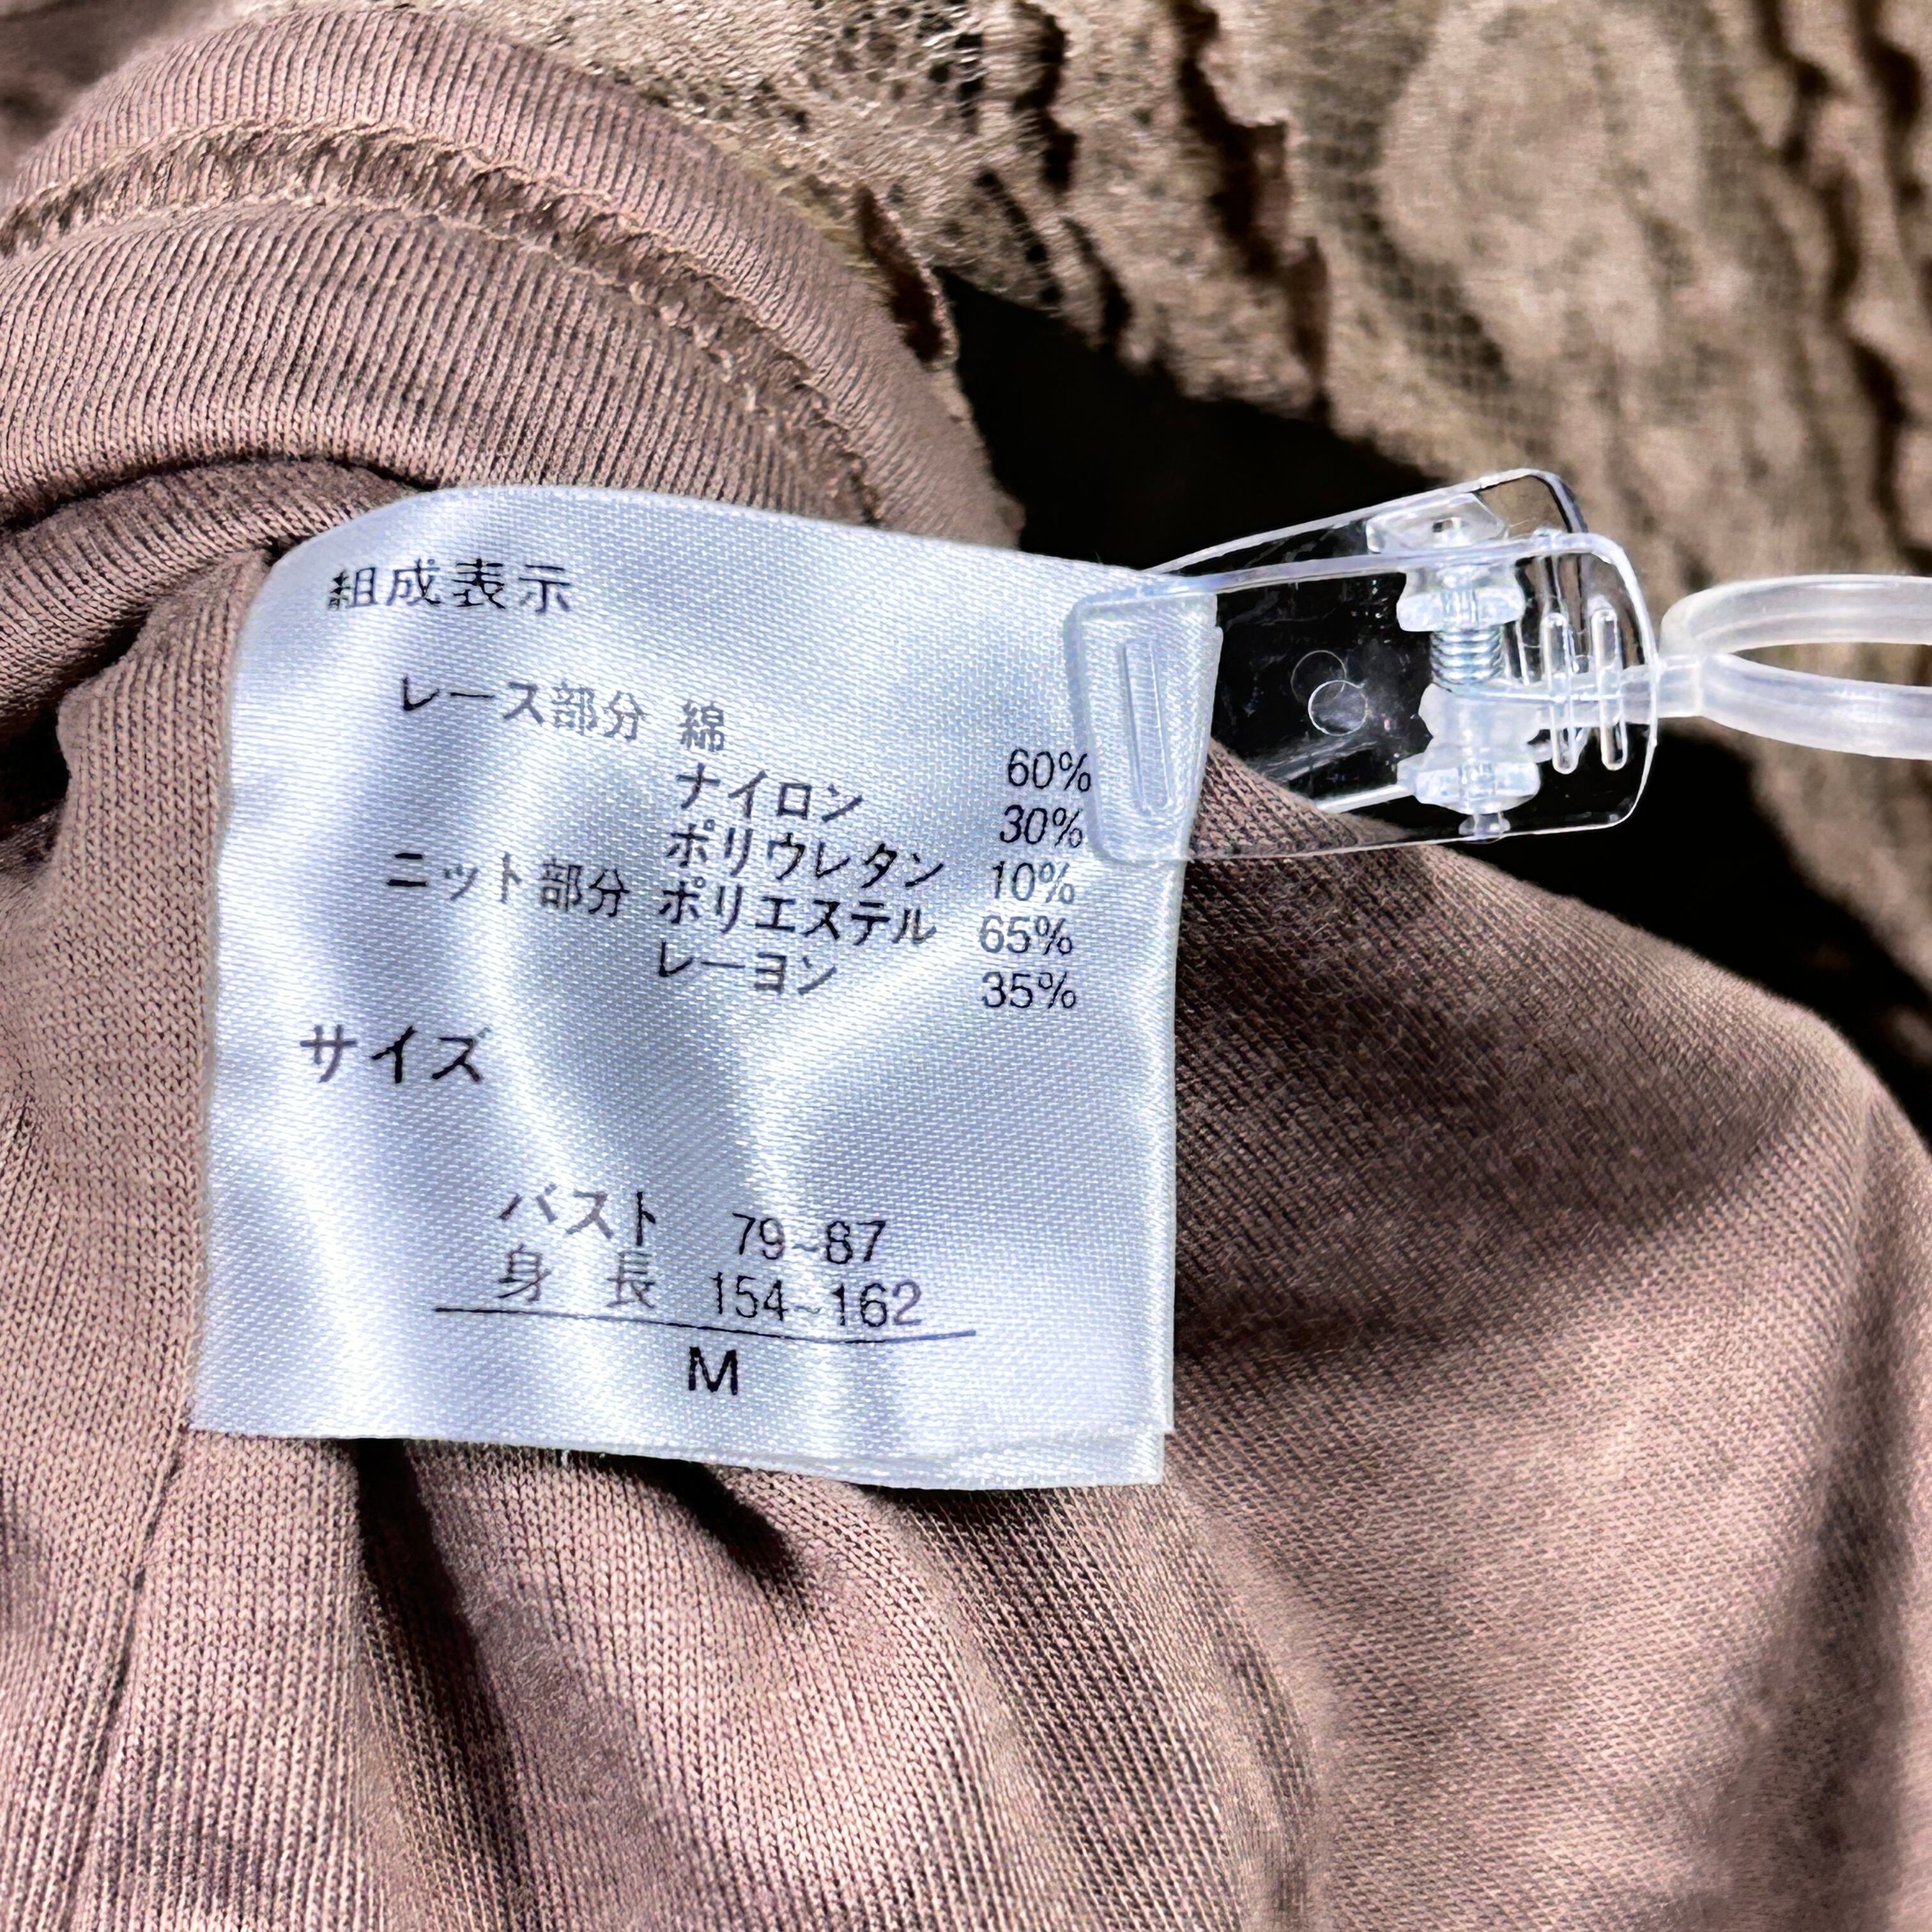 組成表示
レース部分 綿 60%
ナイロン 30%
ポリウレタン 10%
ニット部分 ポリエステル 65%
レーヨン 35%
サイズ
バスト 79~87
身長 154~162
M